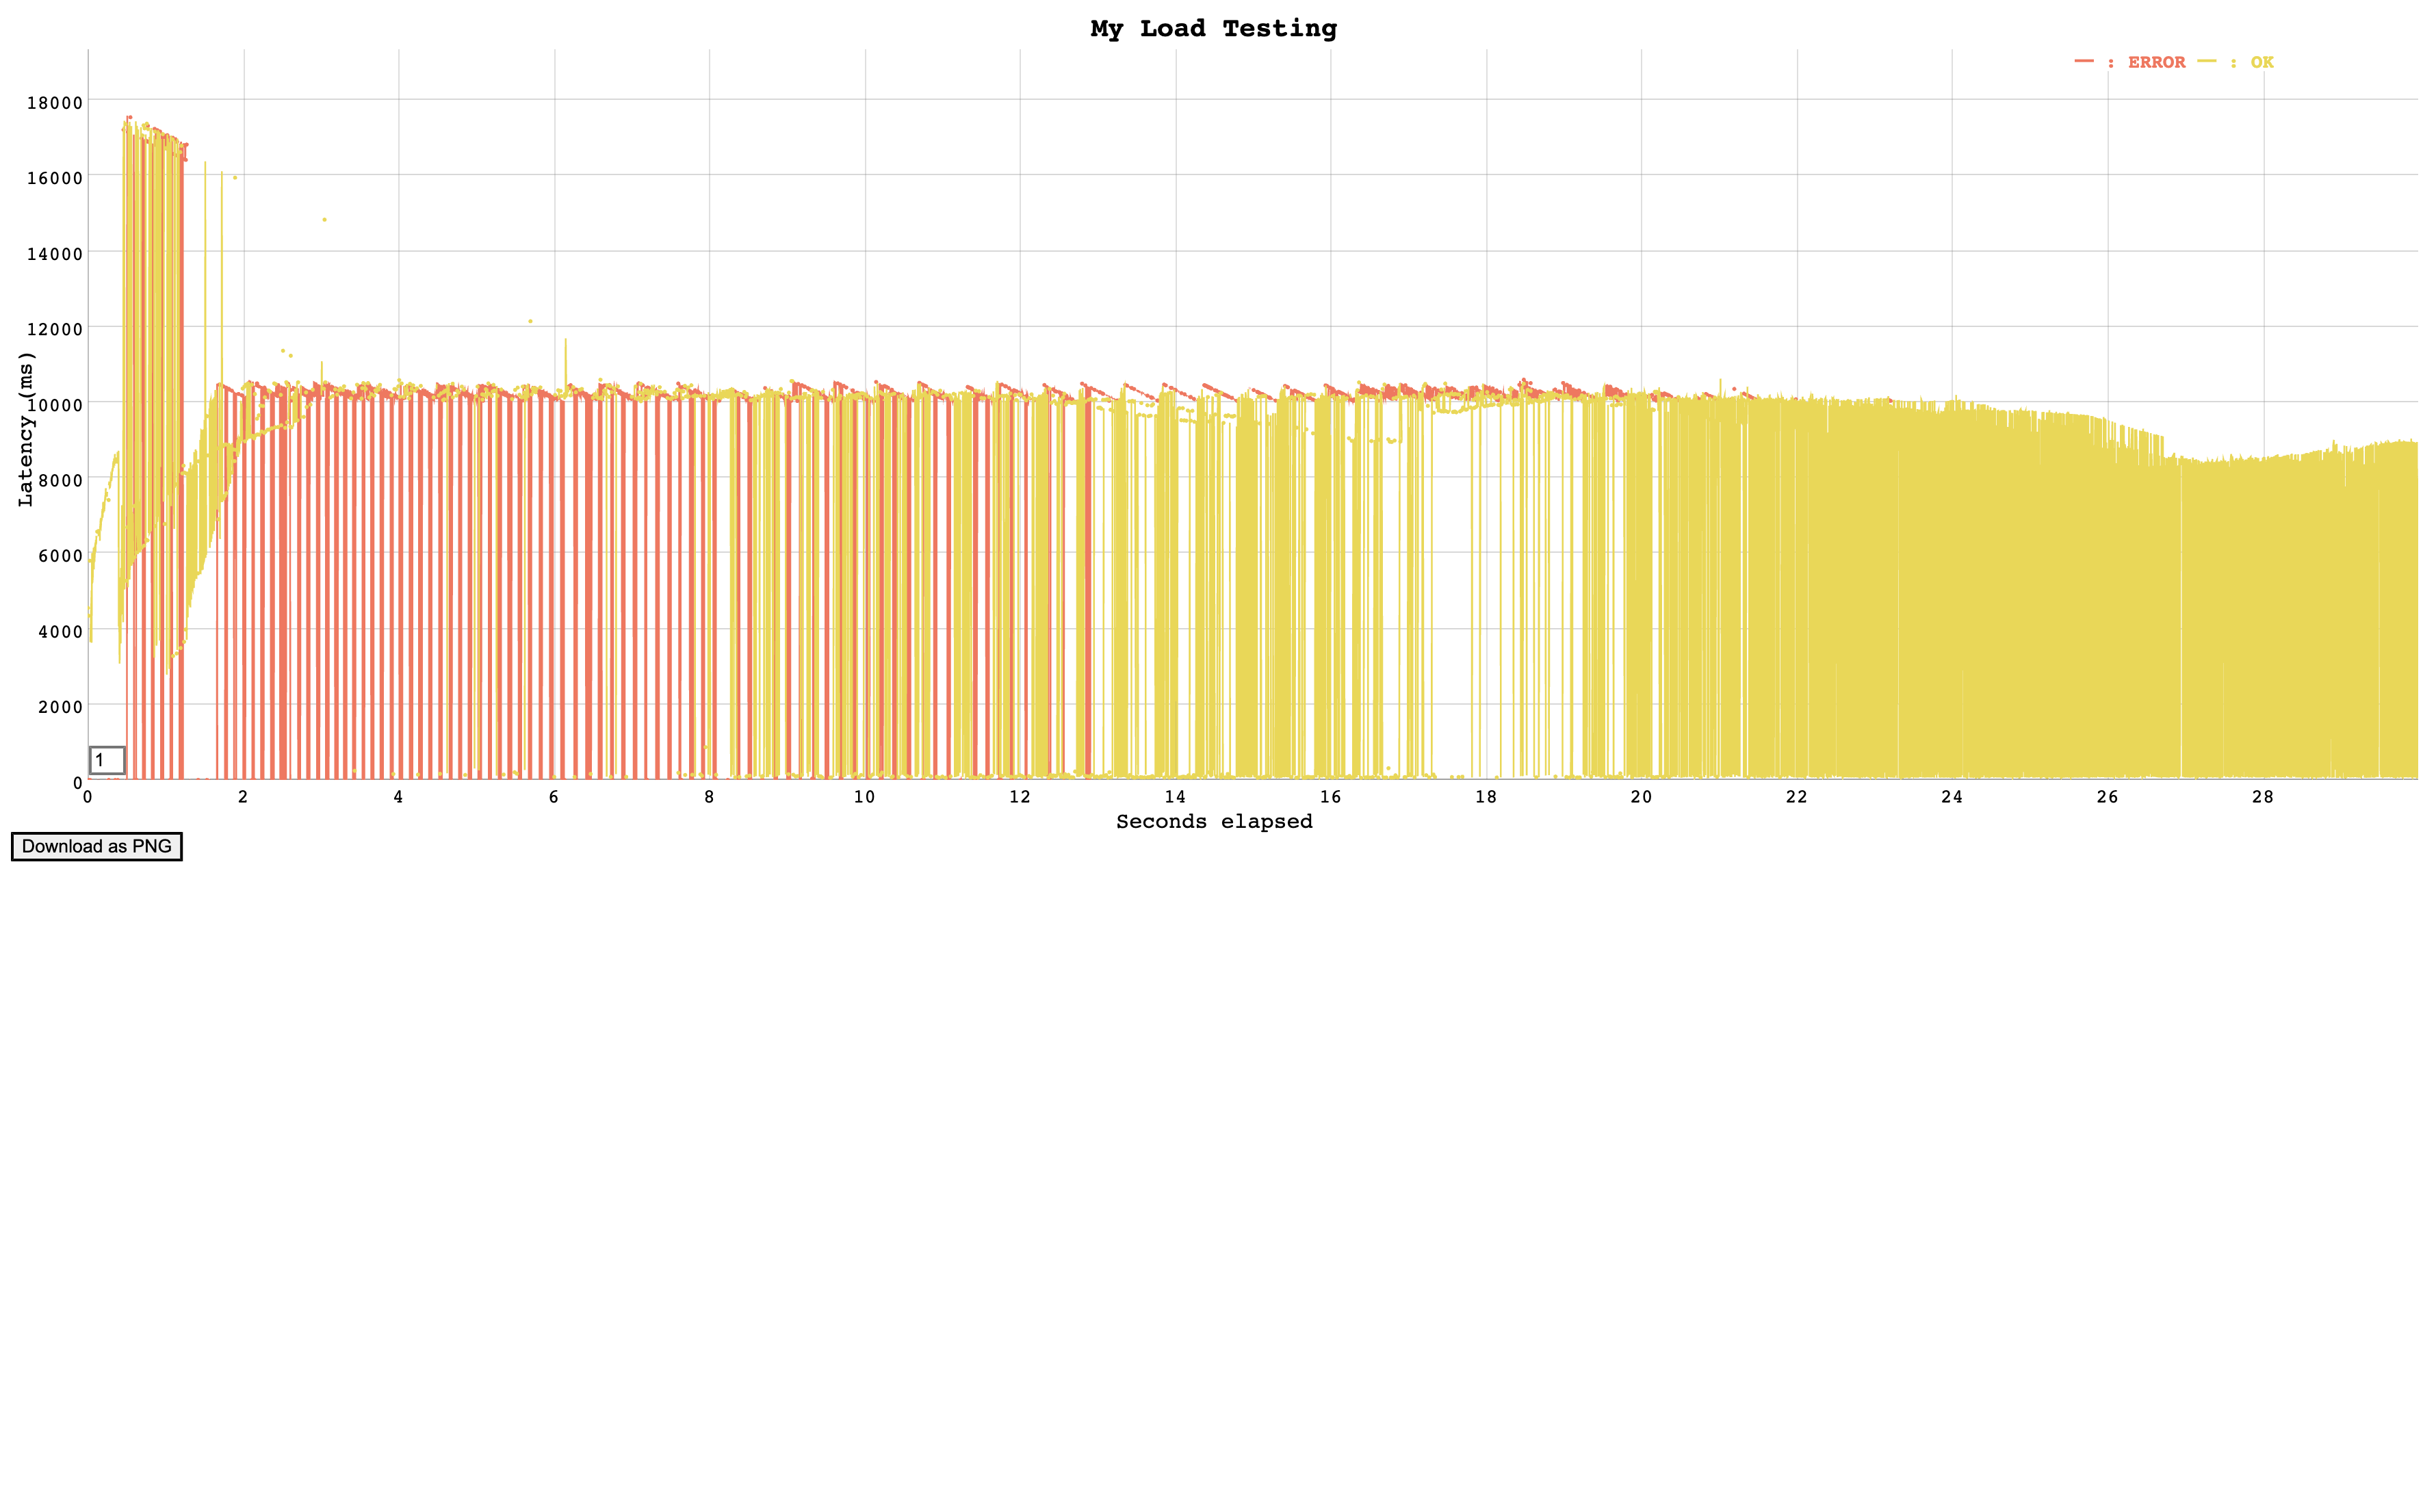 My Load Testing
: ERROR : OK
18000
16000
14000
12000
10000
8000
6000
4000
2000
0
Latency (ms)
1
0 2 4 6 8 10 12 14 16 18 20 22 24 26 28
Seconds elapsed
Download as PNG